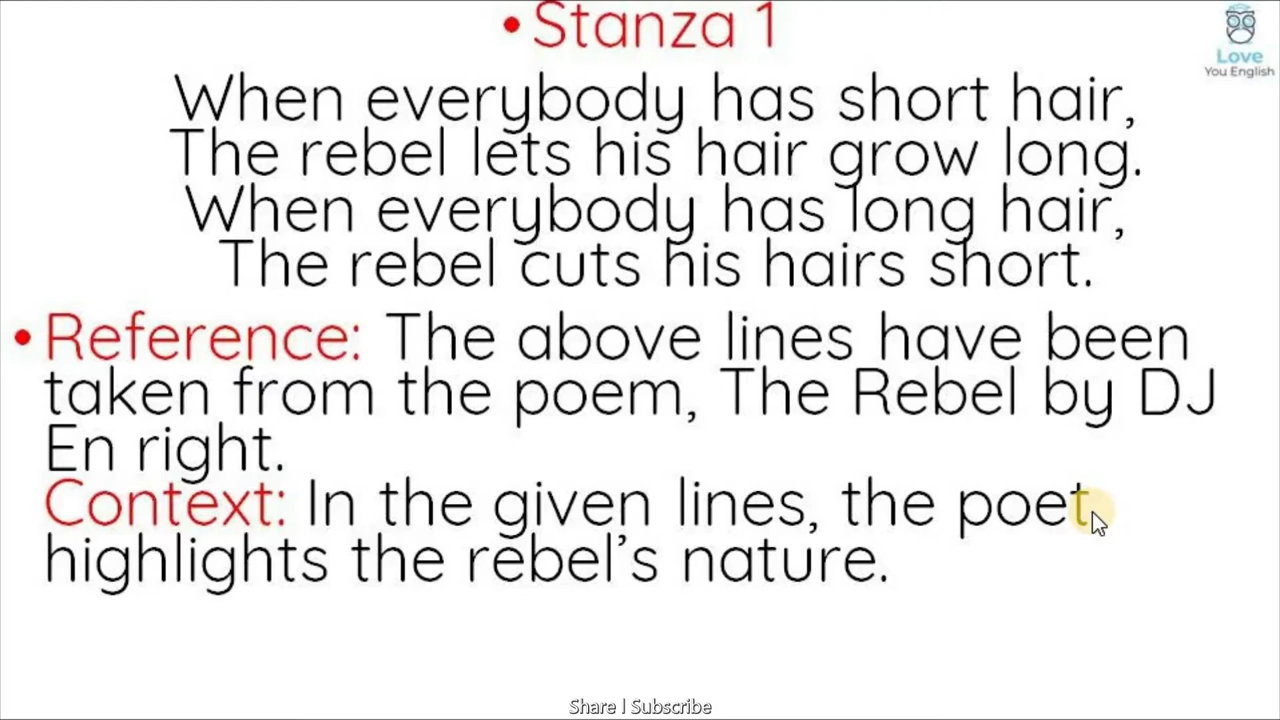 • Stanza 1
Love
You English
When everybody has short hair,
The rebel lets his hair grow long.
When everybody has long hair,
The rebel cuts his hairs short.
• Reference: The above lines have been
taken from the poem, The Rebel by DJ
En right.
Context: In the given lines, the poet
highlights the rebel’s nature.
Share | Subscribe